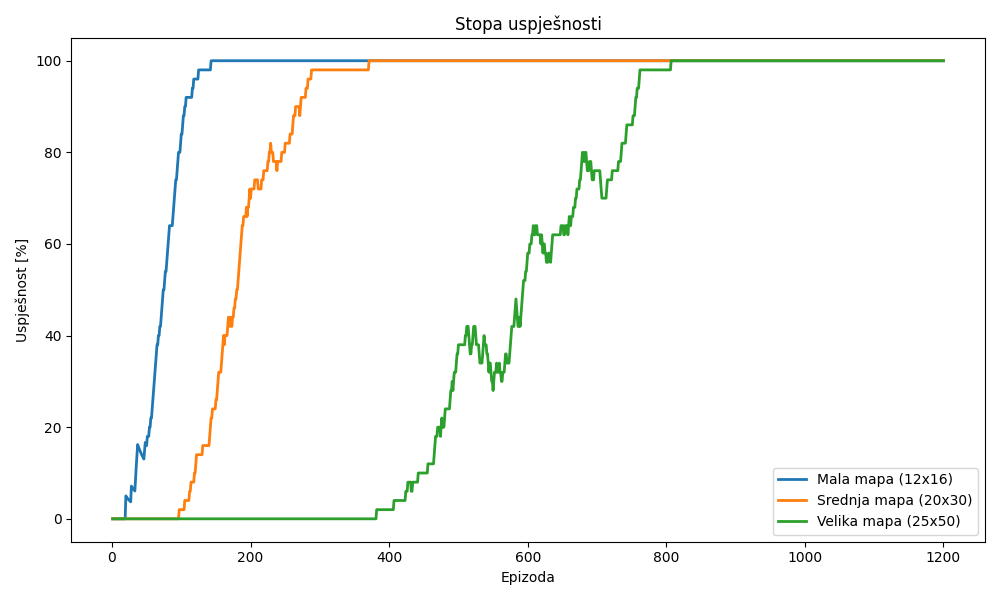 Stopa uspješnosti
Uspješnost [%]
100
80
60
40
20
0
0 200 400 600 800 1000 1200
Epizoda
Mala mapa (12x16)
Srednja mapa (20x30)
Velika mapa (25x50)